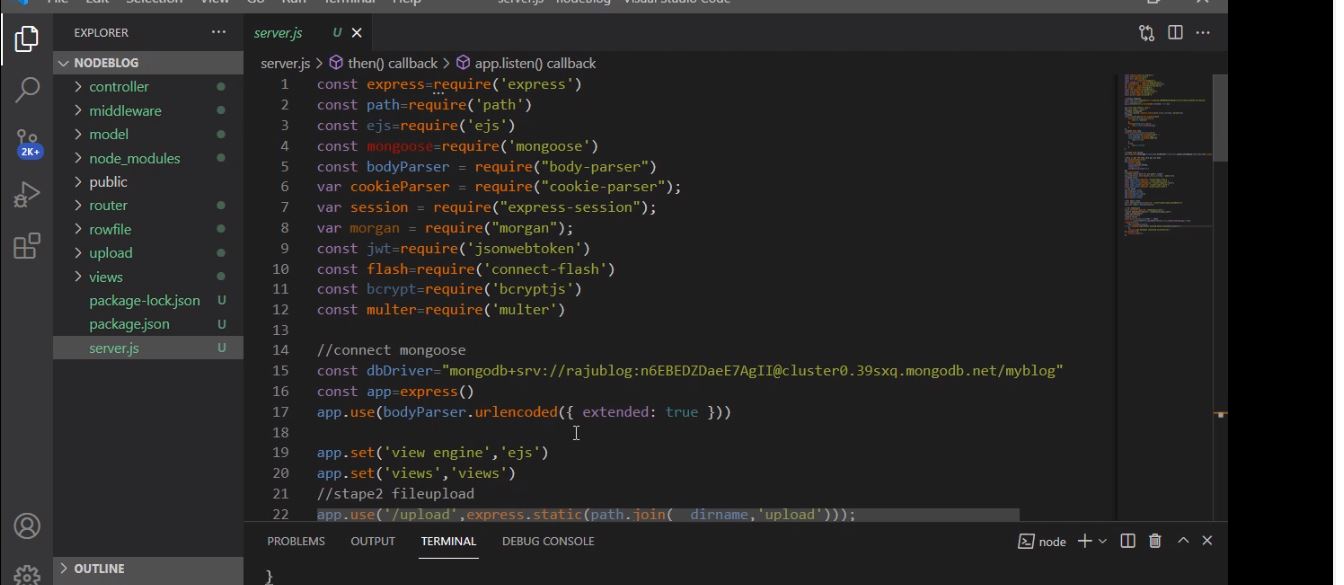 File Edit Selection View Go Run Terminal Help server.js - nodeBlog - Visual Studio Code
EXPLORER
NODEBLOG
controller
middleware
model
node_modules
public
router
rowfile
upload
views
package-lock.json U
package.json U
server.js U
OUTLINE
2K+
server.js U
server.js > then() callback > app.listen() callback
1 const express=require('express')
2 const path=require('path')
3 const ejs=require('ejs')
4 const mongoose=require('mongoose')
5 const bodyParser = require("body-parser")
6 var cookieParser = require("cookie-parser");
7 var session = require("express-session");
8 var morgan = require("morgan");
9 const jwt=require('jsonwebtoken')
10 const flash=require('connect-flash')
11 const bcrypt=require('bcryptjs')
12 const multer=require('multer')
13
14 //connect mongoose
15 const dbDriver="mongodb+srv://rajublog:n6EBEDZDaeE7AgII@cluster0.39sxq.mongodb.net/myblog"
16 const app=express()
17 app.use(bodyParser.urlencoded({ extended: true }))
18
19 app.set('view engine','ejs')
20 app.set('views','views')
21 //stape2 fileupload
22 app.use('/upload',express.static(path.join(__dirname,'upload')));
PROBLEMS OUTPUT TERMINAL DEBUG CONSOLE node
}